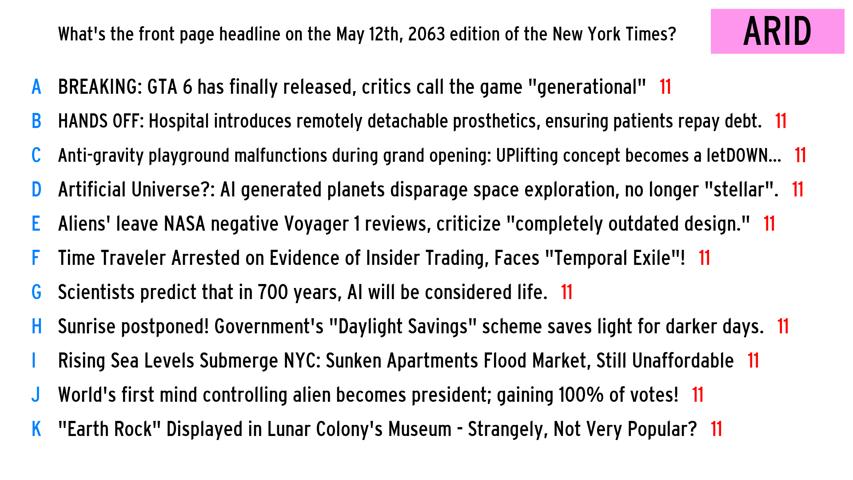 What's the front page headline on the May 12th, 2063 edition of the New York Times?
ARID
A BREAKING: GTA 6 has finally released, critics call the game "generational" 11
B HANDS OFF: Hospital introduces remotely detachable prosthetics, ensuring patients repay debt. 11
C Anti-gravity playground malfunctions during grand opening: UPlifting concept becomes a letDOWN... 11
D Artificial Universe?: AI generated planets disparage space exploration, no longer "stellar". 11
E Aliens' leave NASA negative Voyager 1 reviews, criticize "completely outdated design." 11
F Time Traveler Arrested on Evidence of Insider Trading, Faces "Temporal Exile"! 11
G Scientists predict that in 700 years, AI will be considered life. 11
H Sunrise postponed! Government's "Daylight Savings" scheme saves light for darker days. 11
I Rising Sea Levels Submerge NYC: Sunken Apartments Flood Market, Still Unaffordable 11
J World's first mind controlling alien becomes president; gaining 100% of votes! 11
K "Earth Rock" Displayed in Lunar Colony's Museum - Strangely, Not Very Popular? 11